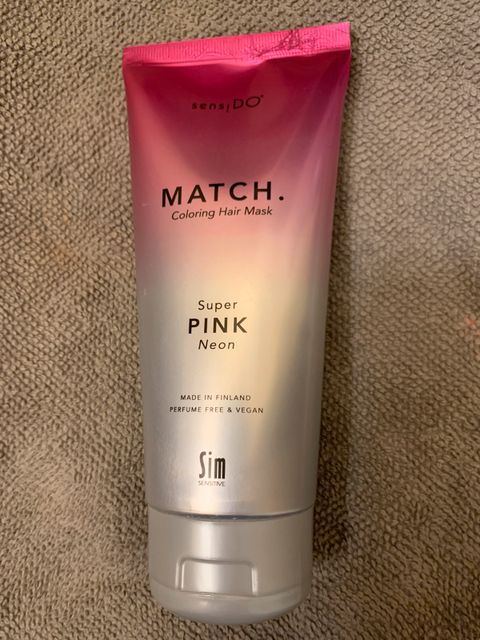 sensiDO®
MATCH.
Coloring Hair Mask
Super
PINK
Neon
MADE IN FINLAND
PERFUME FREE & VEGAN
Sim
SENSITIVE